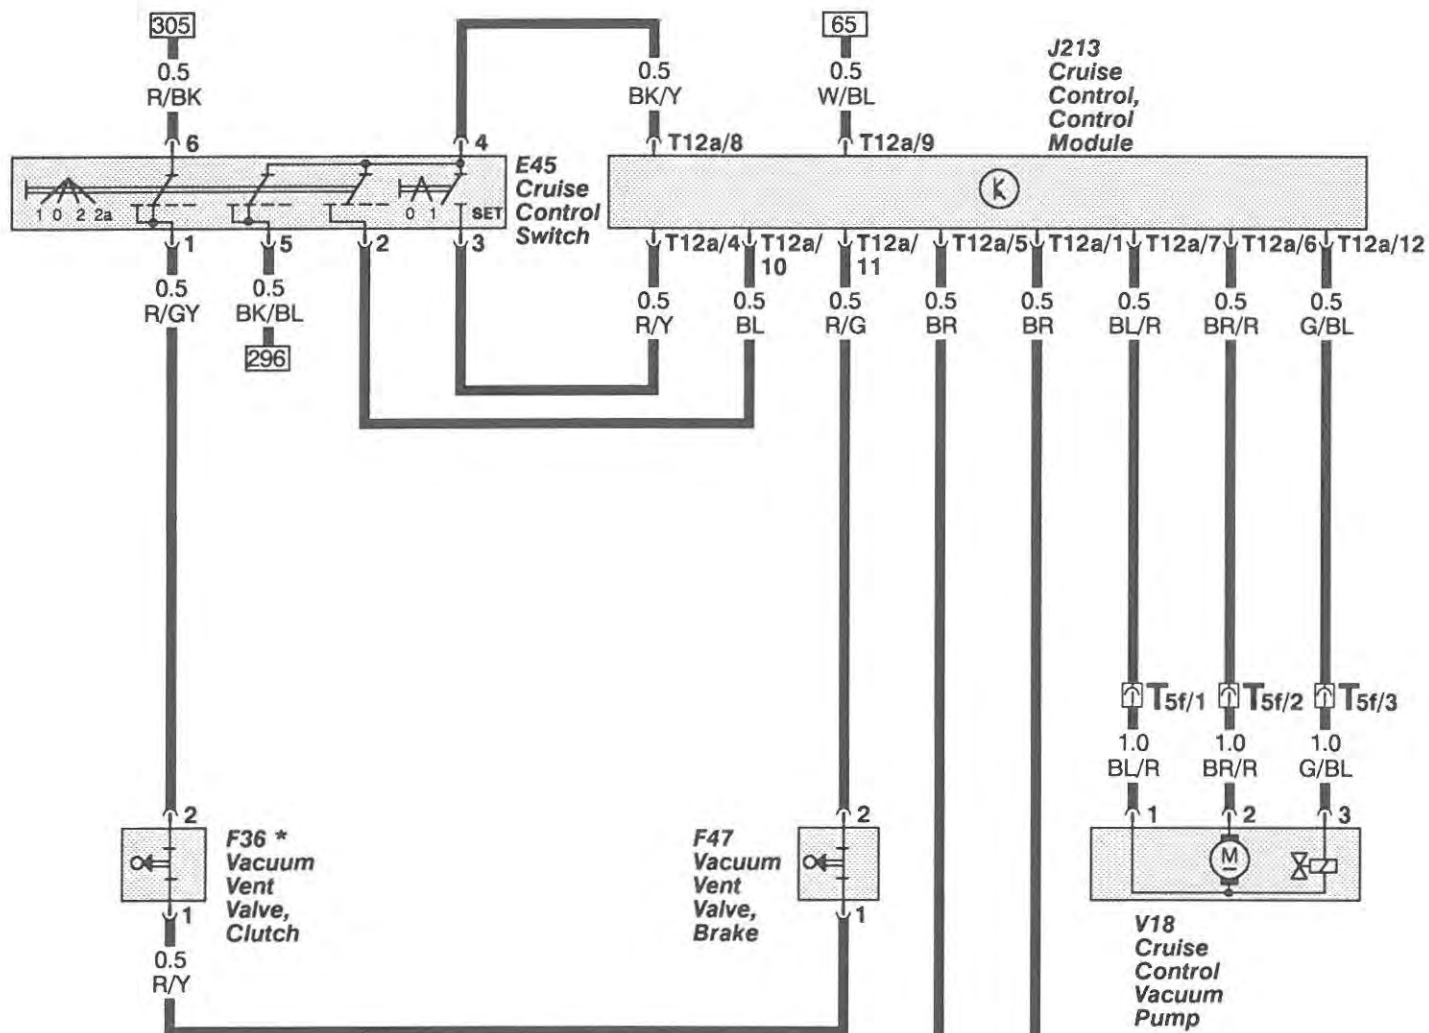 305
65
0.5
R/BK
0.5
BK/Y
0.5
W/BL
J213
Cruise
Control,
Control
Module
6
4
T12a/8
T12a/9
E45
Cruise
Control
Switch
1 0 2 2a
0 1
SET
1
5
2
3
T12a/4
T12a/
10
T12a/
11
T12a/5
T12a/1
T12a/7
T12a/6
T12a/12
0.5
R/GY
0.5
BK/BL
296
0.5
R/Y
0.5
BL
0.5
R/G
0.5
BR
0.5
BR
0.5
BL/R
0.5
BR/R
0.5
G/BL
T5f/1
T5f/2
T5f/3
1.0
BL/R
1.0
BR/R
1.0
G/BL
2
F36 *
Vacuum
Vent
Valve,
Clutch
1
0.5
R/Y
2
F47
Vacuum
Vent
Valve,
Brake
1
1
2
3
M
V18
Cruise
Control
Vacuum
Pump